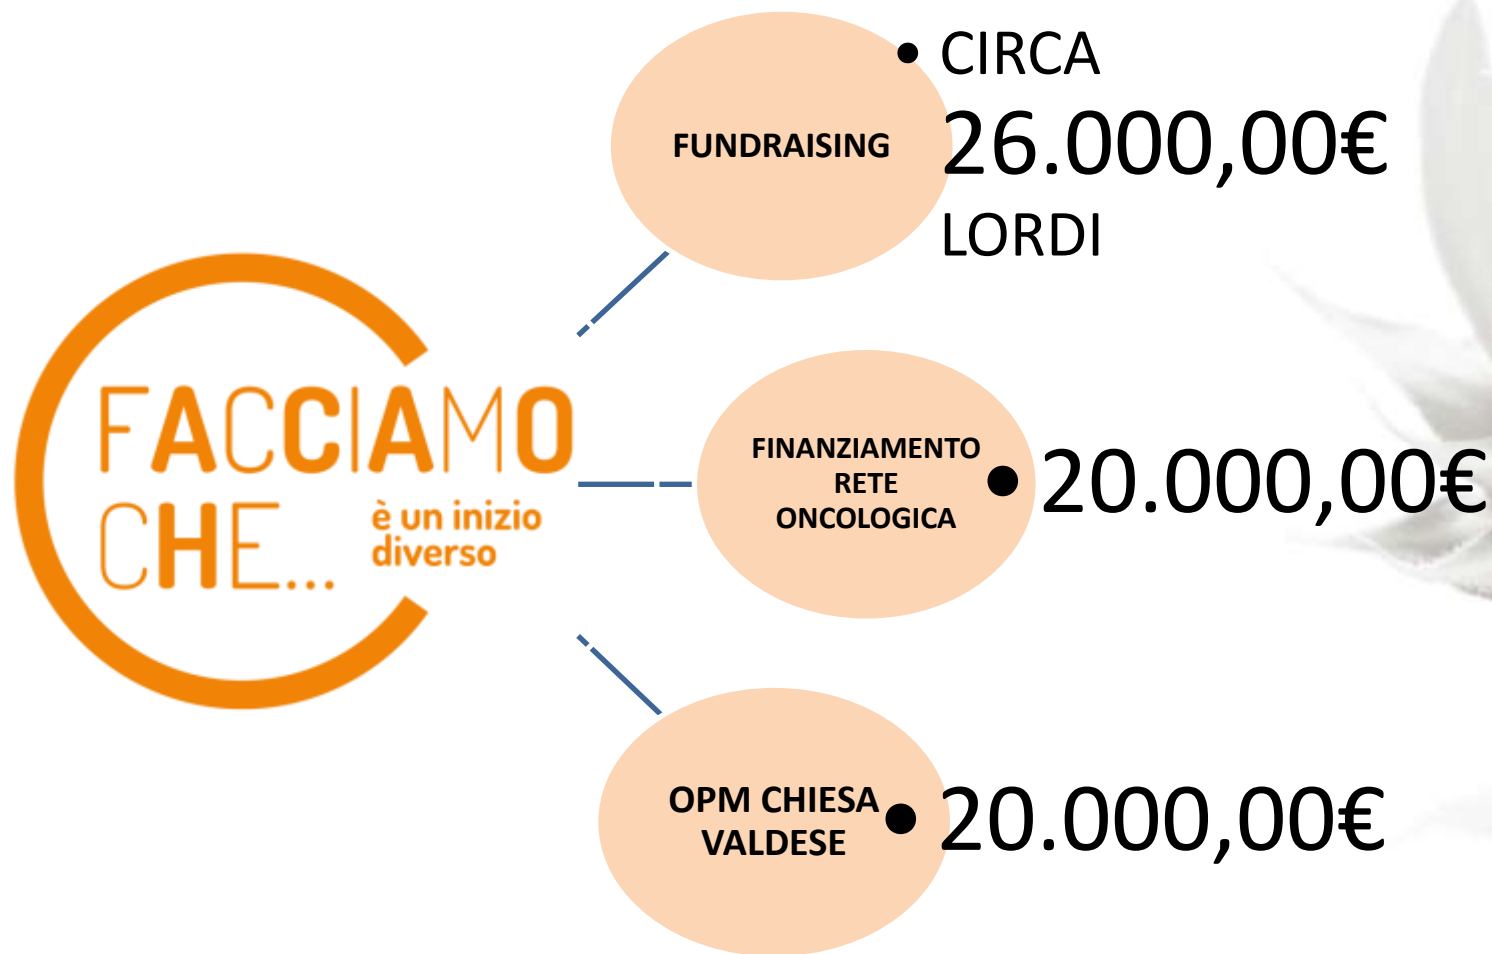 FUNDRAISING
• CIRCA
26.000,00€
LORDI
FACCIAMO
CHE...
è un inizio
diverso
FINANZIAMENTO
RETE
ONCOLOGICA
• 20.000,00€
OPM CHIESA
VALDESE
• 20.000,00€